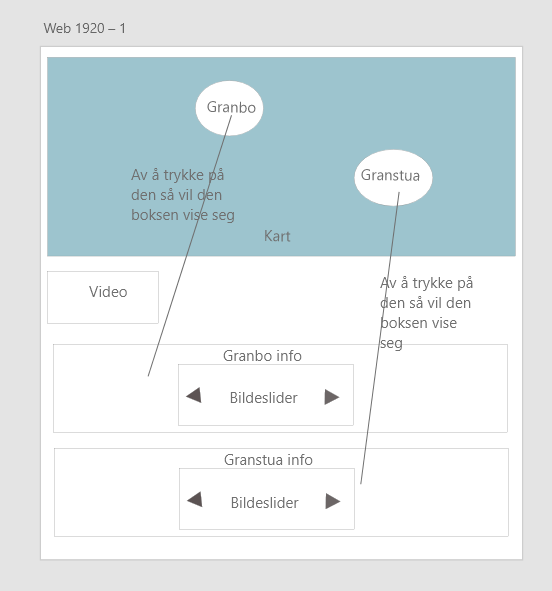 Web 1920 – 1
Granbo
Granstua
Av å trykke på
den så vil den
boksen vise seg
Kart
Av å trykke på
den så vil den
boksen vise
seg
Video
Granbo info
Bildeslider
Granstua info
Bildeslider